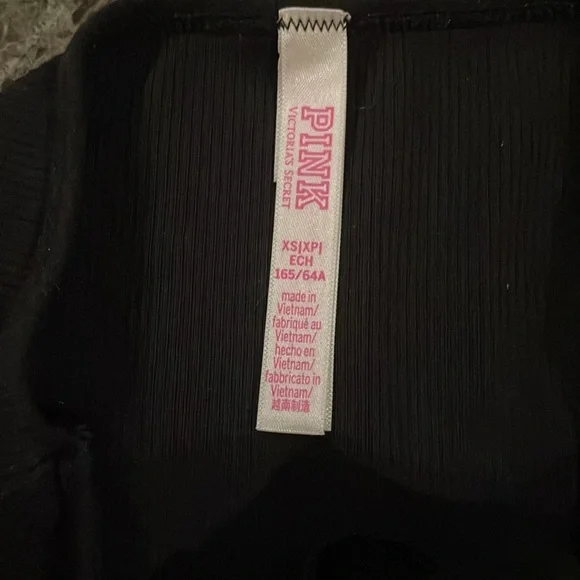 PINK
VICTORIA'S SECRET
XS|XP|
ECH
165/64A
made in
Vietnam/
fabriqué au
Vietnam/
hecho en
Vietnam/
fabbricato in
Vietnam/
越南制造